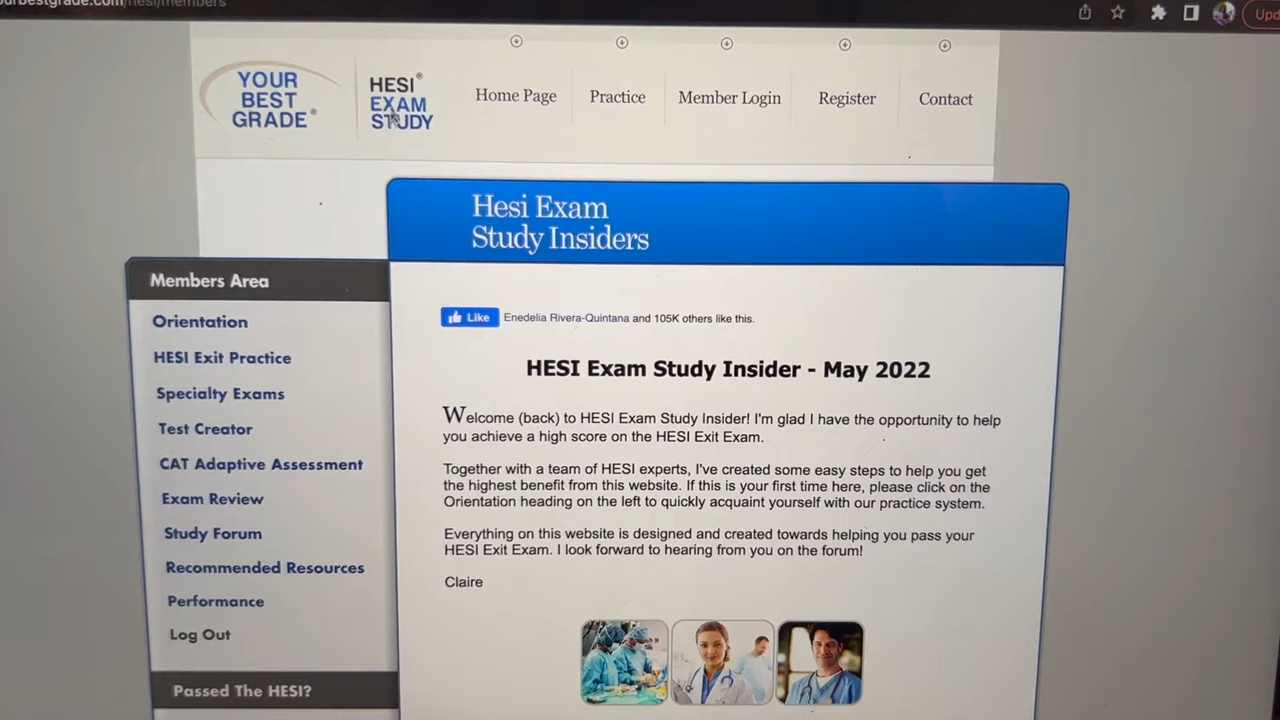 /hesi/members
YOUR
BEST
GRADE®
HESI®
EXAM
STUDY
Home Page
Practice
Member Login
Register
Contact
Hesi Exam
Study Insiders
Members Area
Orientation
HESI Exit Practice
Specialty Exams
Test Creator
CAT Adaptive Assessment
Exam Review
Study Forum
Recommended Resources
Performance
Log Out
Passed The HESI?
Like
Enedelia Rivera-Quintana and 105K others like this.
HESI Exam Study Insider - May 2022
Welcome (back) to HESI Exam Study Insider! I'm glad I have the opportunity to help
you achieve a high score on the HESI Exit Exam.
Together with a team of HESI experts, I've created some easy steps to help you get
the highest benefit from this website. If this is your first time here, please click on the
Orientation heading on the left to quickly acquaint yourself with our practice system.
Everything on this website is designed and created towards helping you pass your
HESI Exit Exam. I look forward to hearing from you on the forum!
Claire